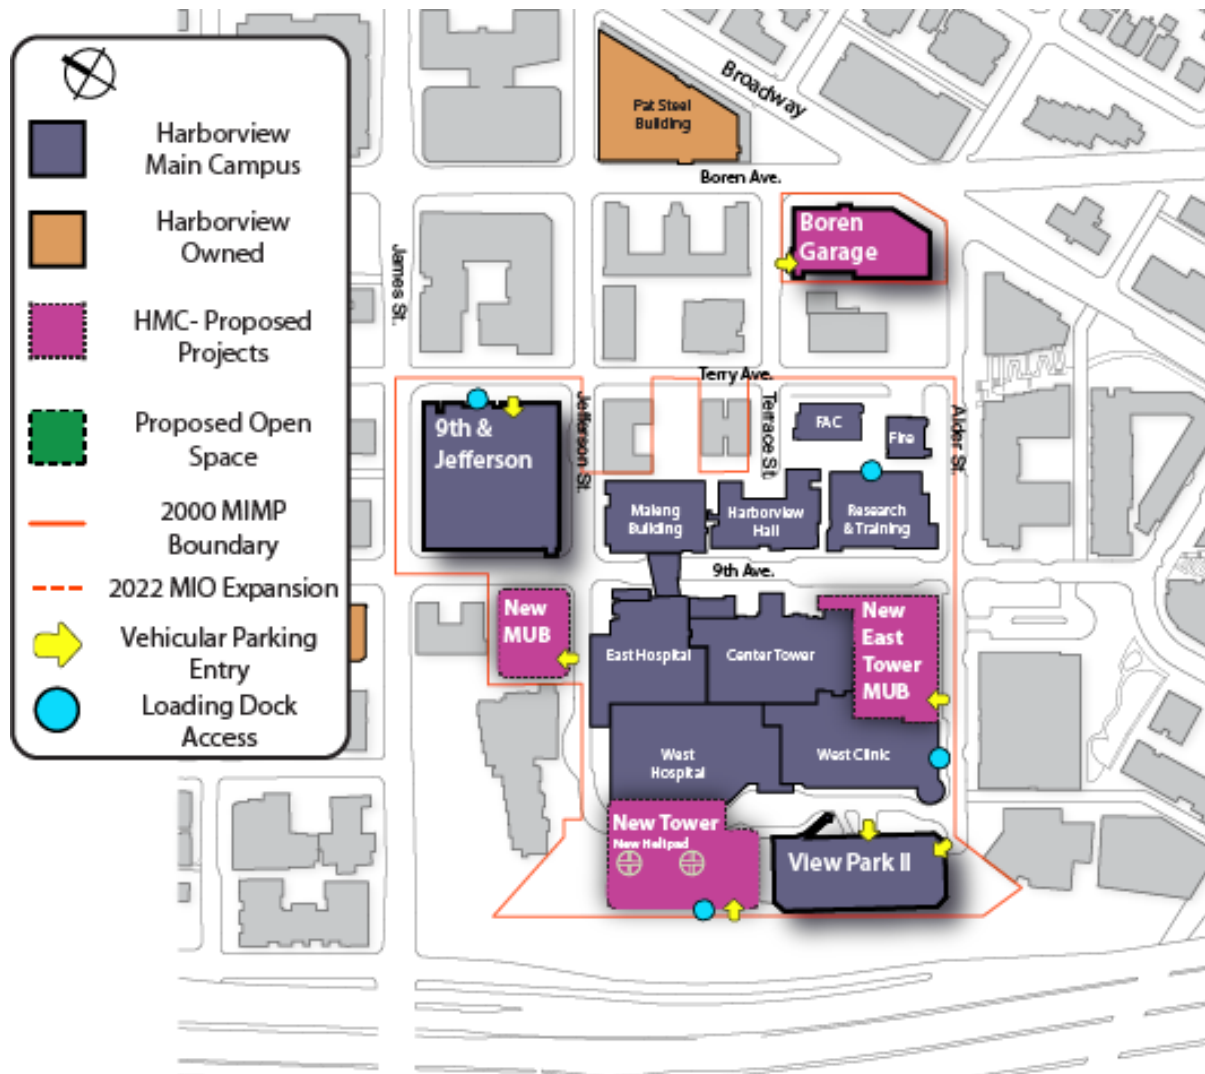 Harborview
Main Campus
Harborview
Owned
HMC- Proposed
Projects
Proposed Open
Space
2000 MIMP
Boundary
2022 MIO Expansion
Vehicular Parking
Entry
Loading Dock
Access
Broadway
Pat Steel
Building
Boren Ave.
Boren
Garage
James St.
Terry Ave.
9th &
Jefferson
Jefferson St.
Terrace St.
Alder St.
FAC
Fire
Maleng
Building
Harborview
Hall
Research
& Training
9th Ave.
New
MUB
East Hospital
Center Tower
New
East
Tower
MUB
West
Hospital
West Clinic
New Tower
New Helipad
View Park II